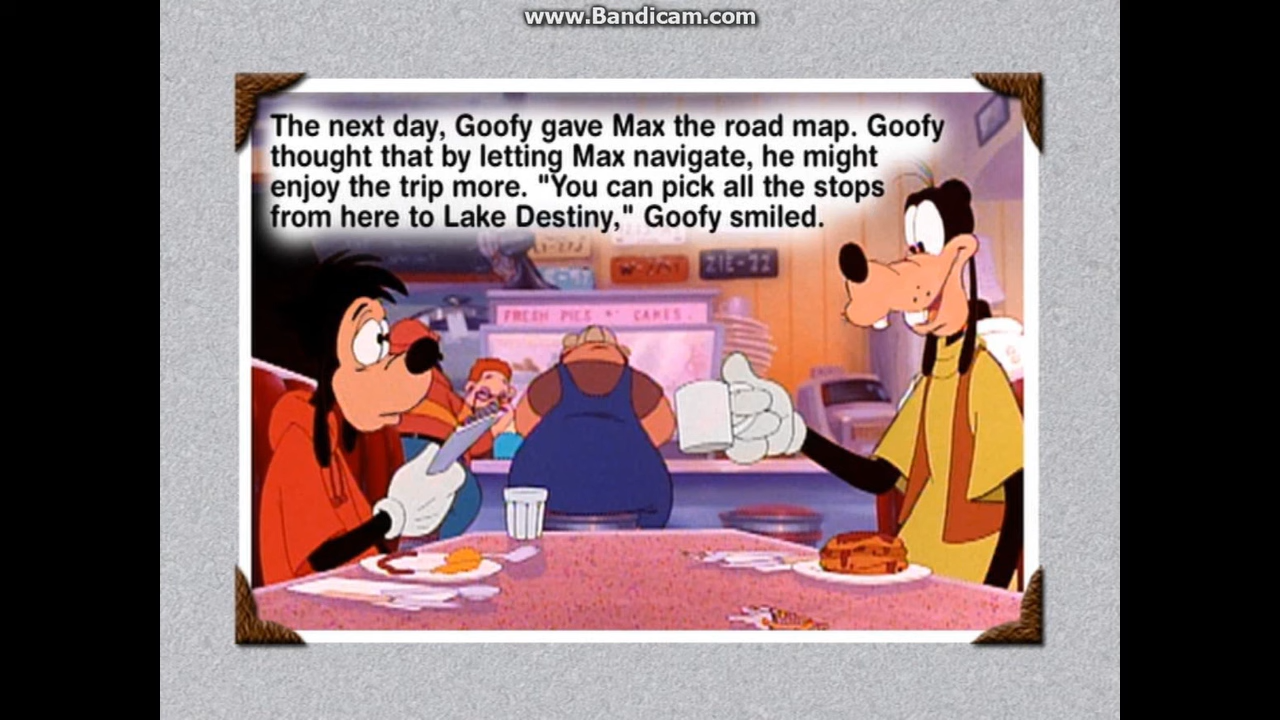 www.Bandicam.com
The next day, Goofy gave Max the road map. Goofy
thought that by letting Max navigate, he might
enjoy the trip more. "You can pick all the stops
from here to Lake Destiny," Goofy smiled.
FRESH PIES N' CAKES.